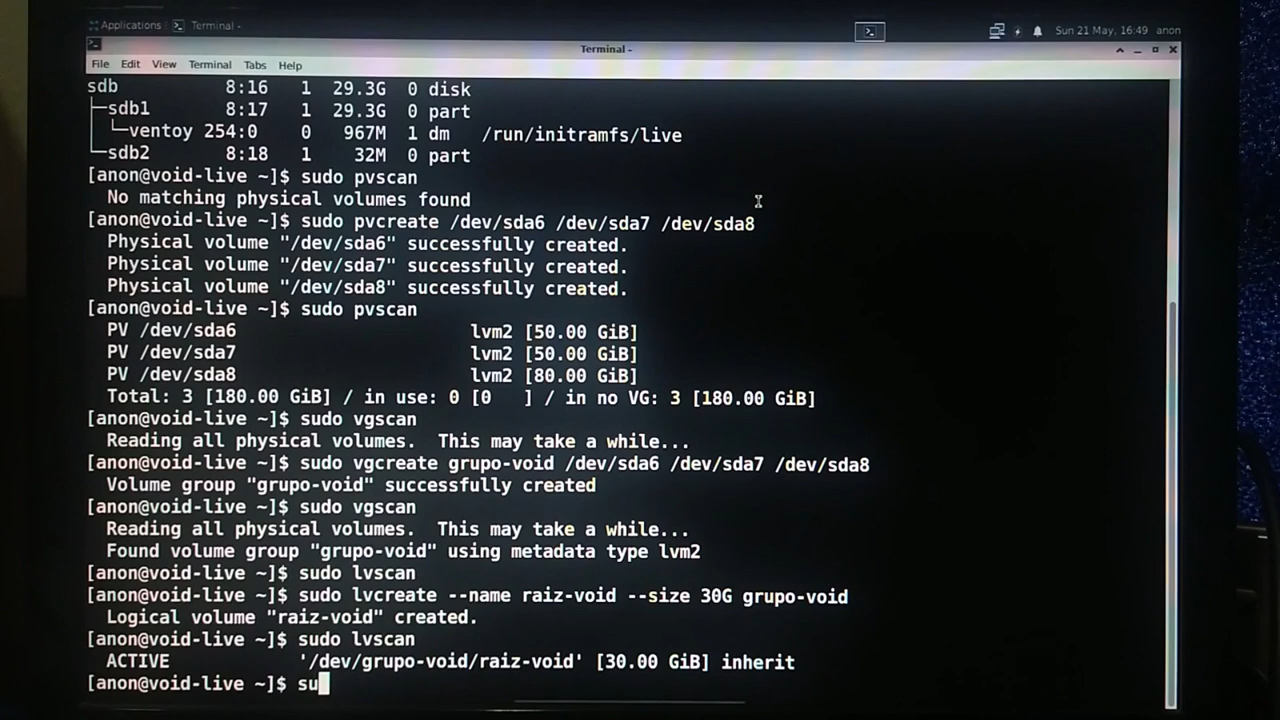 Applications Terminal -
Sun 21 May, 16:49 anon
Terminal -
File Edit View Terminal Tabs Help
sdb 8:16 1 29.3G 0 disk
├─sdb1 8:17 1 29.3G 0 part
│ └─ventoy 254:0 0 967M 1 dm /run/initramfs/live
└─sdb2 8:18 1 32M 0 part
[anon@void-live ~]$ sudo pvscan
No matching physical volumes found
[anon@void-live ~]$ sudo pvcreate /dev/sda6 /dev/sda7 /dev/sda8
Physical volume "/dev/sda6" successfully created.
Physical volume "/dev/sda7" successfully created.
Physical volume "/dev/sda8" successfully created.
[anon@void-live ~]$ sudo pvscan
PV /dev/sda6 lvm2 [50.00 GiB]
PV /dev/sda7 lvm2 [50.00 GiB]
PV /dev/sda8 lvm2 [80.00 GiB]
Total: 3 [180.00 GiB] / in use: 0 [0 ] / in no VG: 3 [180.00 GiB]
[anon@void-live ~]$ sudo vgscan
Reading all physical volumes. This may take a while...
[anon@void-live ~]$ sudo vgcreate grupo-void /dev/sda6 /dev/sda7 /dev/sda8
Volume group "grupo-void" successfully created
[anon@void-live ~]$ sudo vgscan
Reading all physical volumes. This may take a while...
Found volume group "grupo-void" using metadata type lvm2
[anon@void-live ~]$ sudo lvscan
[anon@void-live ~]$ sudo lvcreate --name raiz-void --size 30G grupo-void
Logical volume "raiz-void" created.
[anon@void-live ~]$ sudo lvscan
ACTIVE '/dev/grupo-void/raiz-void' [30.00 GiB] inherit
[anon@void-live ~]$ su